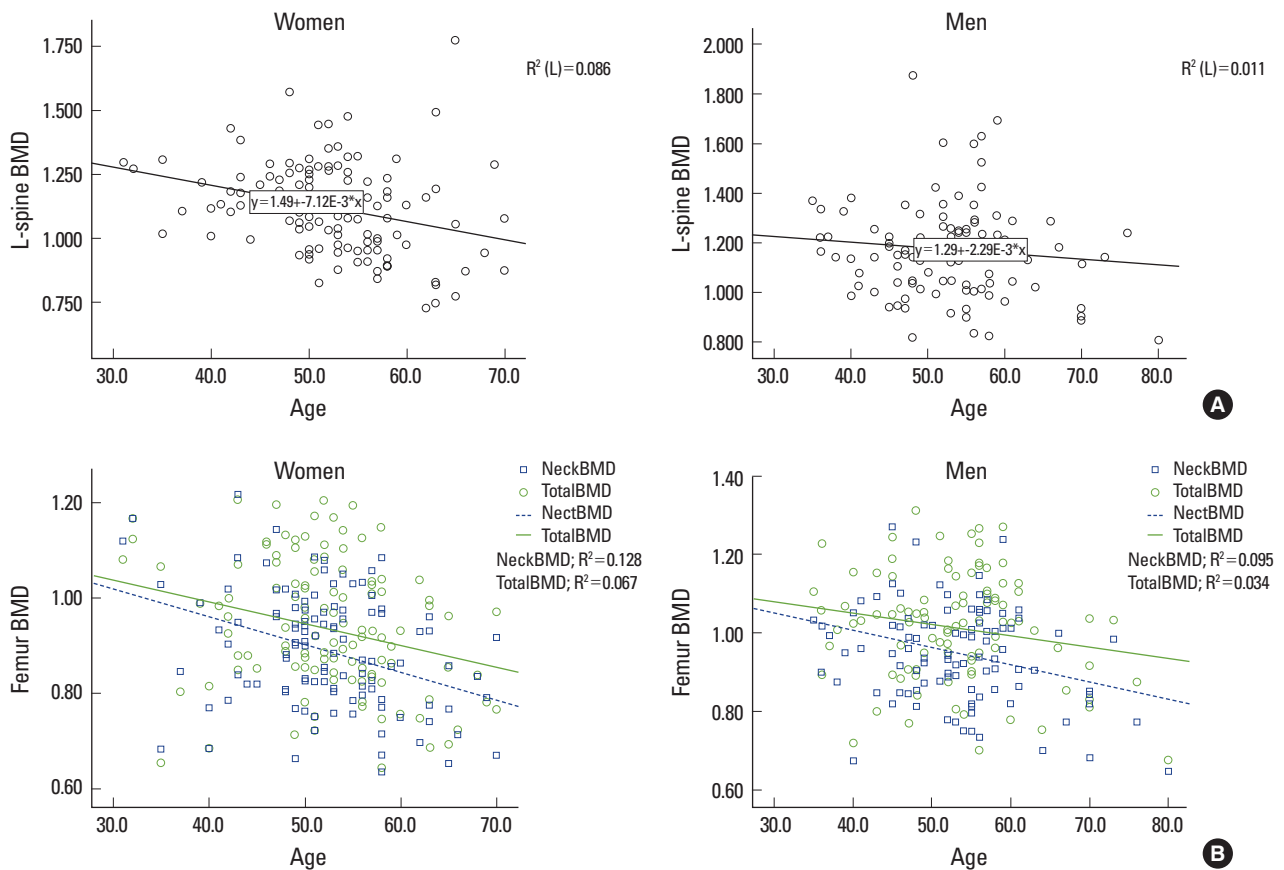 Women
1.750
1.500
1.250
1.000
0.750
L-spine BMD
R² (L)=0.086
y=1.49+-7.12E-3*x
30.0 40.0 50.0 60.0 70.0
Age
Men
2.000
1.800
1.600
1.400
1.200
1.000
0.800
L-spine BMD
R² (L)=0.011
y=1.29+-2.29E-3*x
30.0 40.0 50.0 60.0 70.0 80.0
Age
A
Women
1.20
1.00
0.80
0.60
Femur BMD
NeckBMD
TotalBMD
NectBMD
TotalBMD
NeckBMD; R²=0.128
TotalBMD; R²=0.067
30.0 40.0 50.0 60.0 70.0
Age
Men
1.40
1.20
1.00
0.80
0.60
Femur BMD
NeckBMD
TotalBMD
NectBMD
TotalBMD
NeckBMD; R²=0.095
TotalBMD; R²=0.034
30.0 40.0 50.0 60.0 70.0 80.0
Age
B